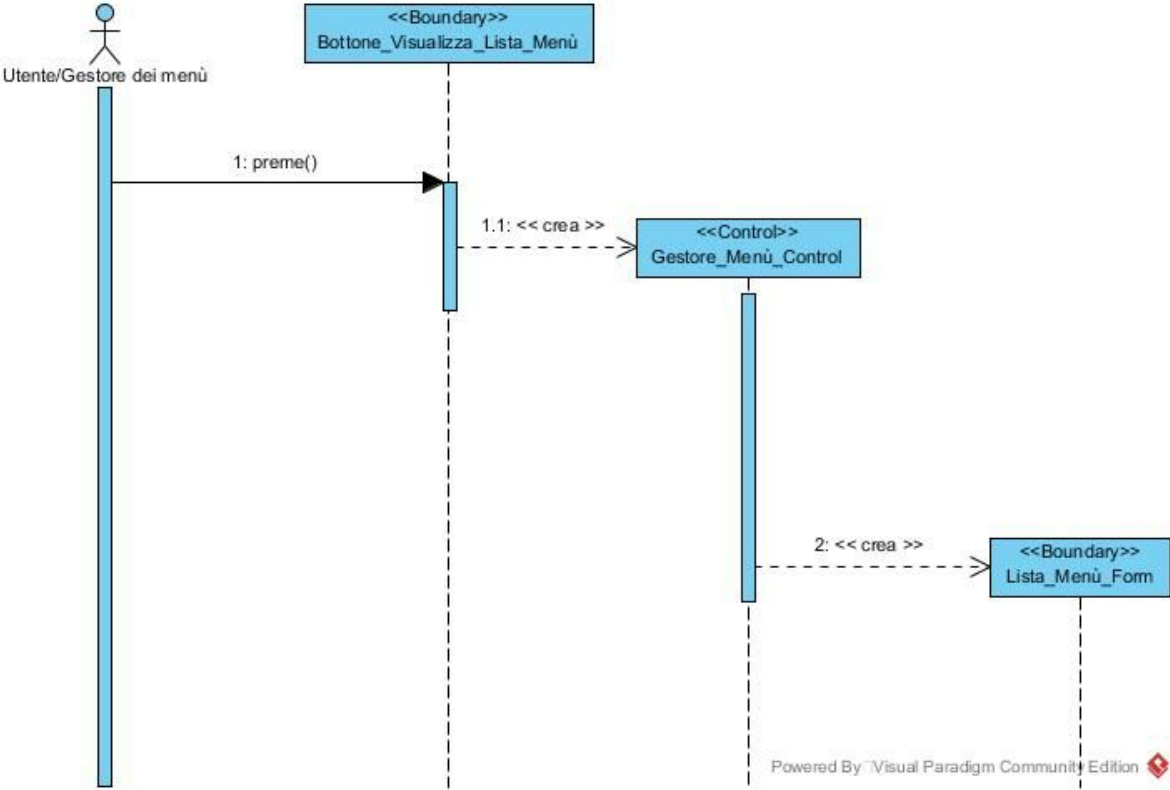 <<Boundary>>
Bottone_Visualizza_Lista_Menù
Utente/Gestore dei menù
1: preme()
1.1: << crea >>
<<Control>>
Gestore_Menù_Control
2: << crea >>
<<Boundary>>
Lista_Menù_Form
Powered By Visual Paradigm Community Edition